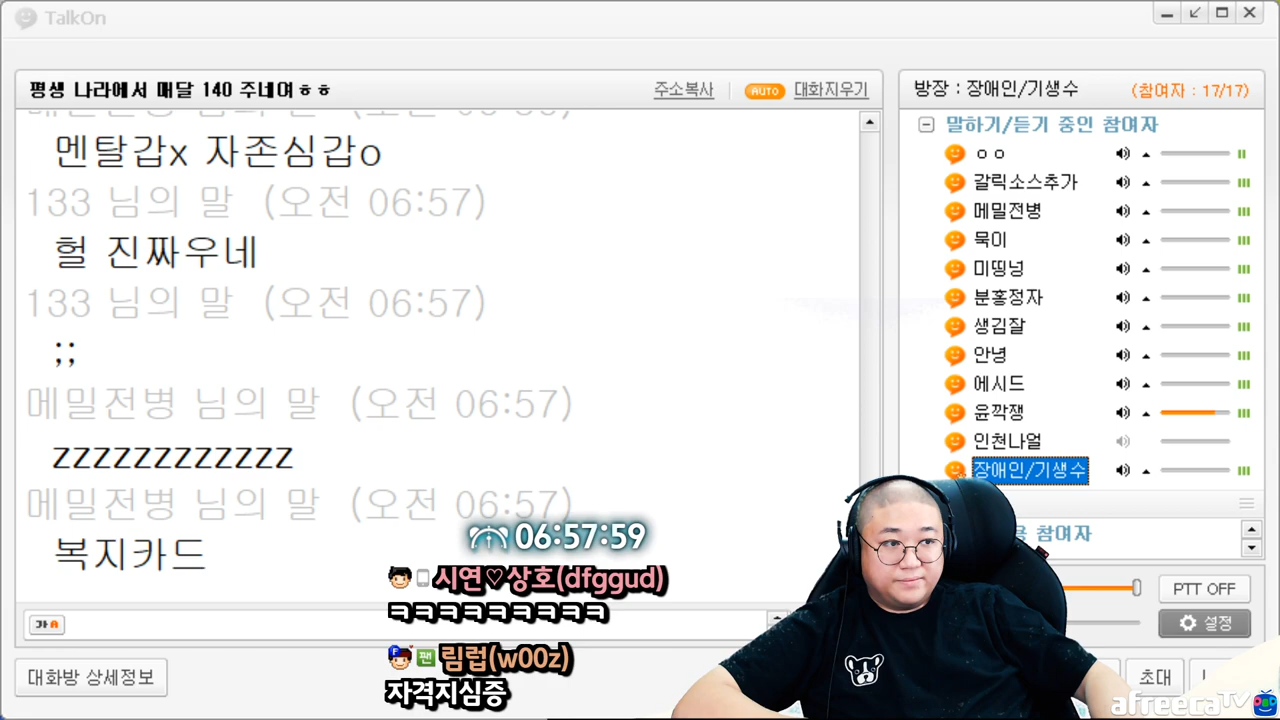 TalkOn
평생 나라에서 매달 140 주네여ㅎㅎ
주소복사
AUTO
대화지우기
멘탈갑x 자존심갑o
133 님의 말 (오전 06:57)
헐 진짜우네
133 님의 말 (오전 06:57)
;;
메밀전병 님의 말 (오전 06:57)
zzzzzzzzzzzz
메밀전병 님의 말 (오전 06:57)
복지카드
가a
대화방 상세정보
방장 : 장애인/기생수
(참여자 : 17/17)
말하기/듣기 중인 참여자
ㅇㅇ
갈릭소스추가
메밀전병
묵이
미띵넝
분홍정자
생김잘
안녕
에시드
윤깍쟁
인천나얼
장애인/기생수
용 참여자
PTT OFF
설정
초대
06:57:59
시연♡상호(dfggud)
ㅋㅋㅋㅋㅋㅋㅋㅋㅋ
F
팬
림럽(w00z)
자격지심증
afreecaTV